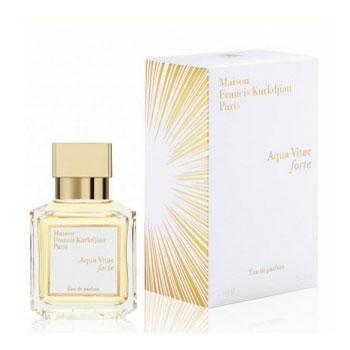 Maison
Francis Kurkdjian
Paris
Aqua Vitae
forte
Eau de parfum
Maison
Francis Kurkdjian
Paris
Aqua Vitae
forte
Eau de parfum